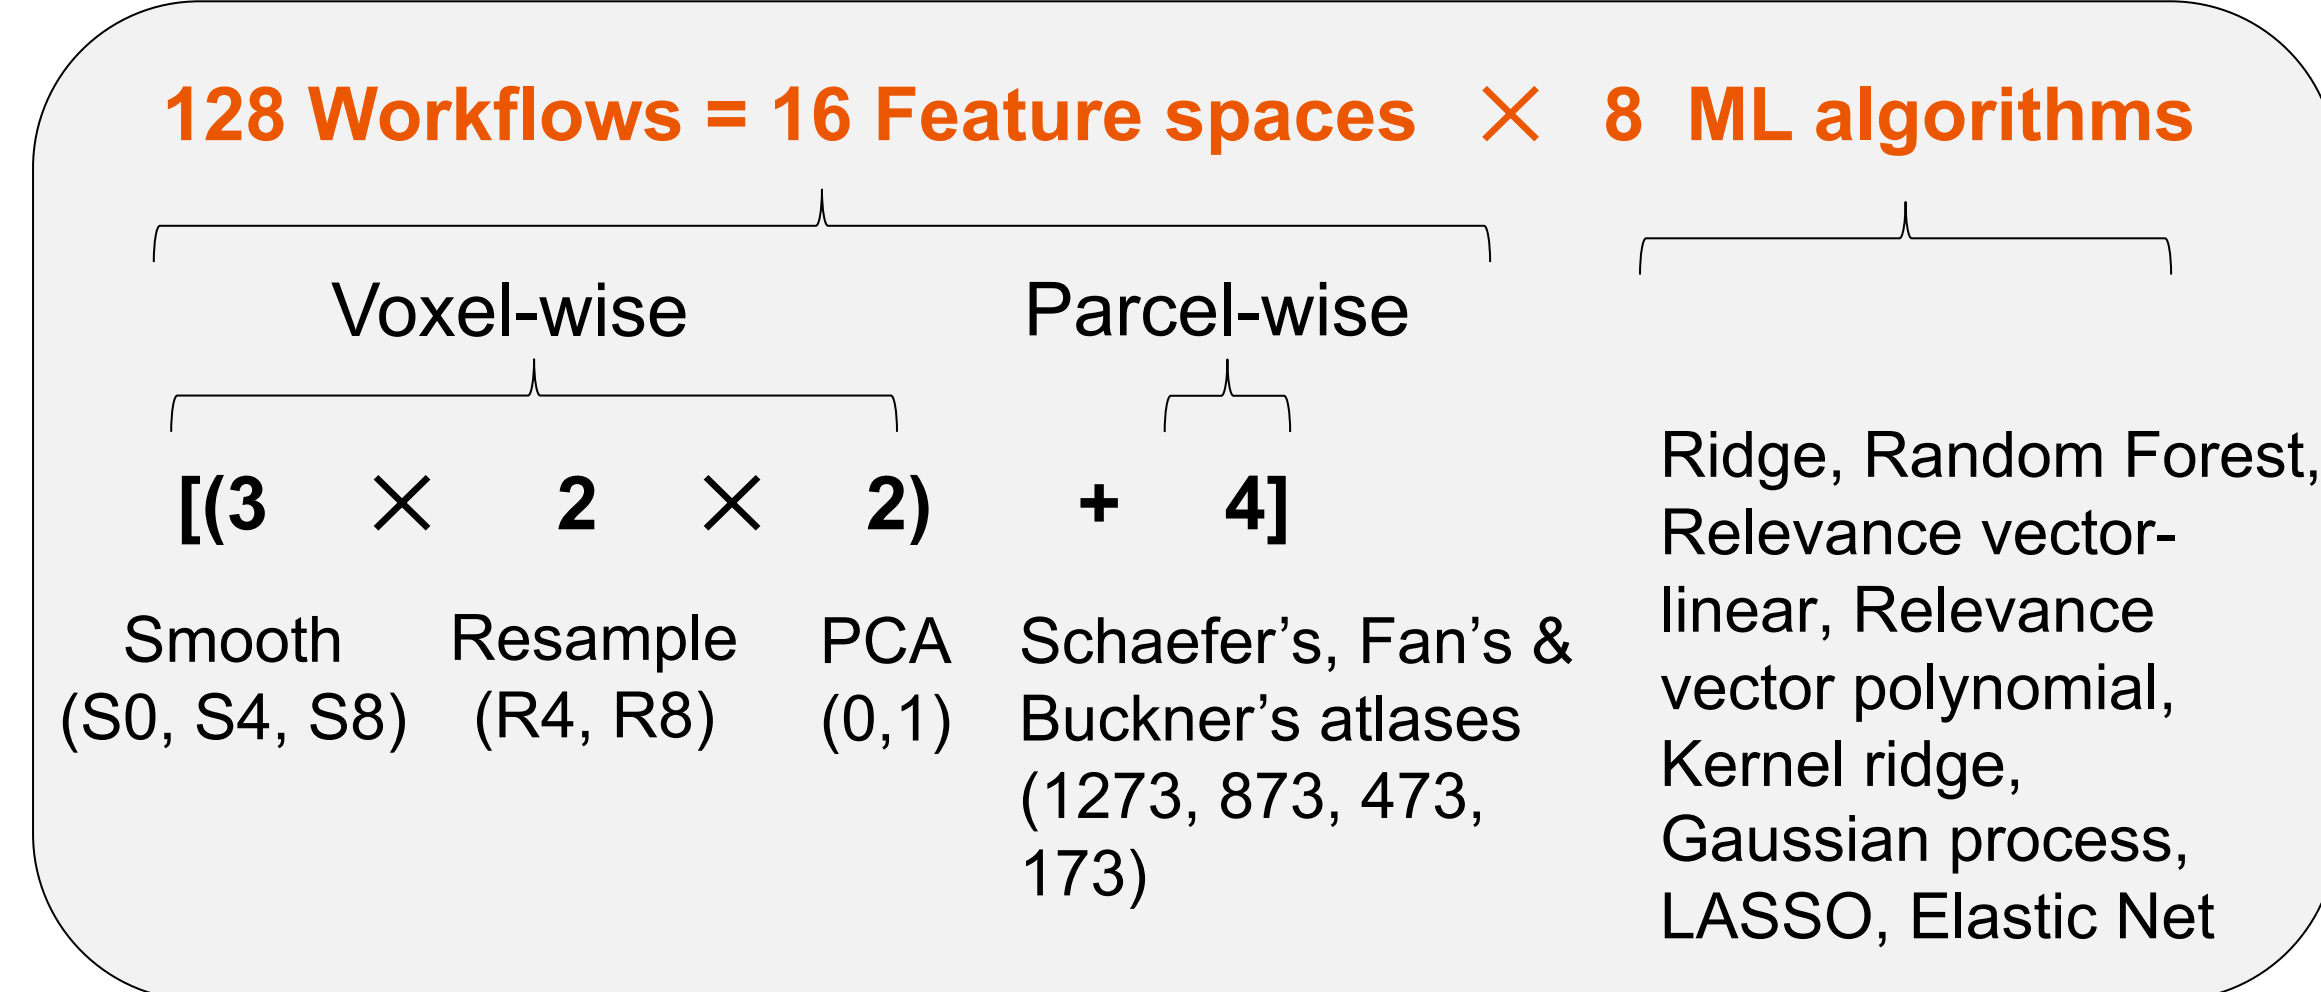 128 Workflows = 16 Feature spaces × 8 ML algorithms
Voxel-wise
Parcel-wise
[(3 × 2 × 2) + 4]
Smooth
(S0, S4, S8)
Resample
(R4, R8)
PCA
(0,1)
Schaefer’s, Fan’s &
Buckner’s atlases
(1273, 873, 473,
173)
Ridge, Random Forest,
Relevance vector-
linear, Relevance
vector polynomial,
Kernel ridge,
Gaussian process,
LASSO, Elastic Net